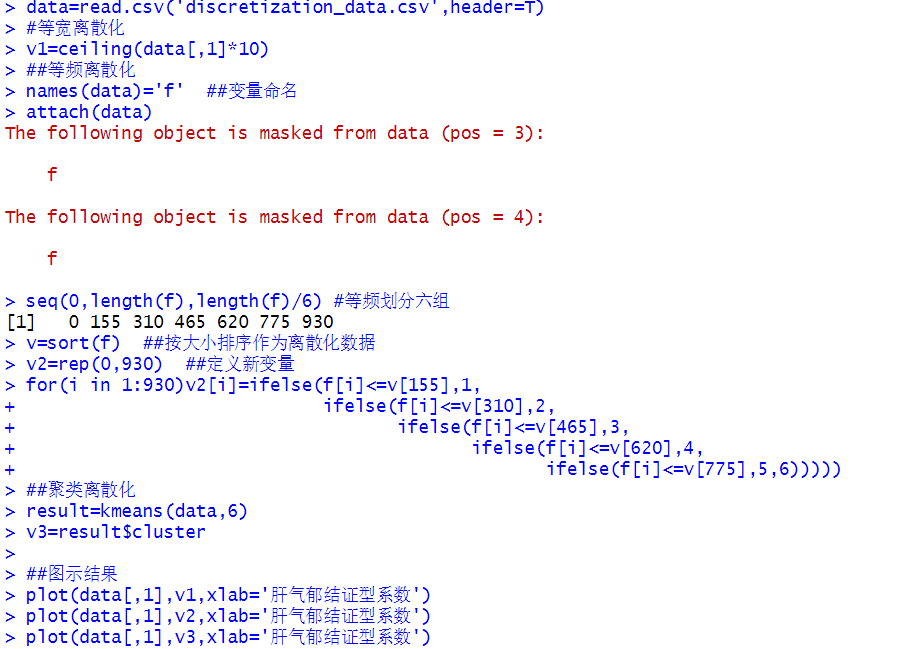 > data=read.csv('discretization_data.csv',header=T)
> #等宽离散化
> v1=ceiling(data[,1]*10)
> ##等频离散化
> names(data)='f'  ##变量命名
> attach(data)
The following object is masked from data (pos = 3):
f
The following object is masked from data (pos = 4):
f
> seq(0,length(f),length(f)/6) #等频划分六组
[1]   0 155 310 465 620 775 930
> v=sort(f)  ##按大小排序作为离散化数据
> v2=rep(0,930)  ##定义新变量
> for(i in 1:930)v2[i]=ifelse(f[i]<=v[155],1,
+                              ifelse(f[i]<=v[310],2,
+                                     ifelse(f[i]<=v[465],3,
+                                            ifelse(f[i]<=v[620],4,
+                                                   ifelse(f[i]<=v[775],5,6)))))
> ##聚类离散化
> result=kmeans(data,6)
> v3=result$cluster
>
> ##图示结果
> plot(data[,1],v1,xlab='肝气郁结证型系数')
> plot(data[,1],v2,xlab='肝气郁结证型系数')
> plot(data[,1],v3,xlab='肝气郁结证型系数')